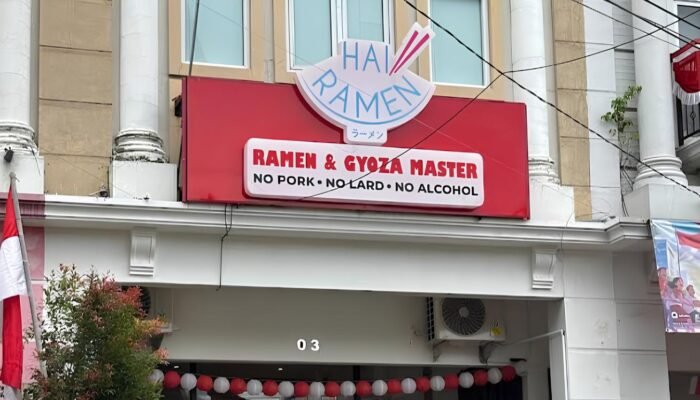 HAI
RAMEN
ラーメン
RAMEN & GYOZA MASTER
NO PORK • NO LARD • NO ALCOHOL
03